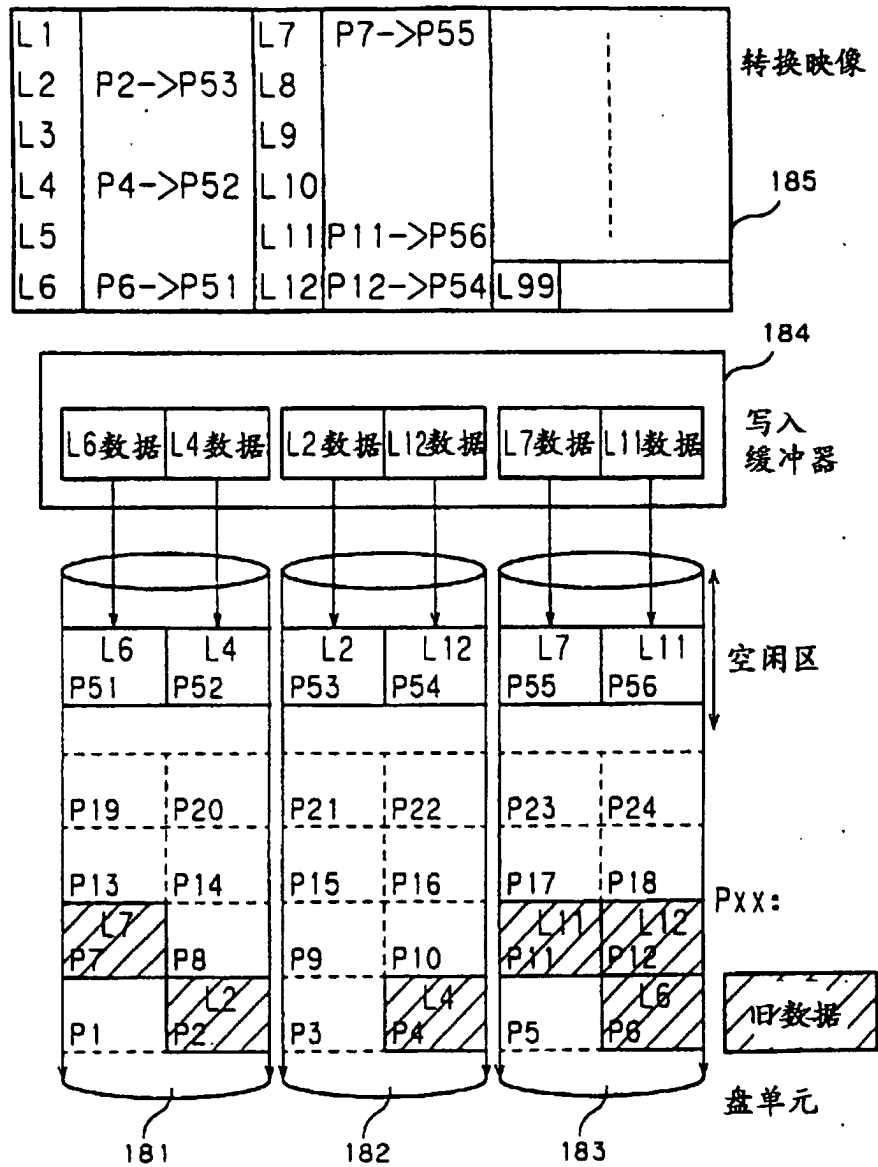 L1 L7 P7->P55
L2 P2->P53 L8
L3 L9
L4 P4->P52 L10
L5 L11 P11->P56
L6 P6->P51 L12 P12->P54 L99
转换映像
185
184
L6数据 L4数据 L2数据 L12数据 L7数据 L11数据
写入
缓冲器
L6 L4 L2 L12 L7 L11
P51 P52 P53 P54 P55 P56
空闲区
P19 P20 P21 P22 P23 P24
P13 P14 P15 P16 P17 P18
Pxx:
L7 L11 L12
P7 P8 P9 P10 P11 P12
L2 L4 L6
P1 P2 P3 P4 P5 P6
旧数据
盘单元
181 182 183